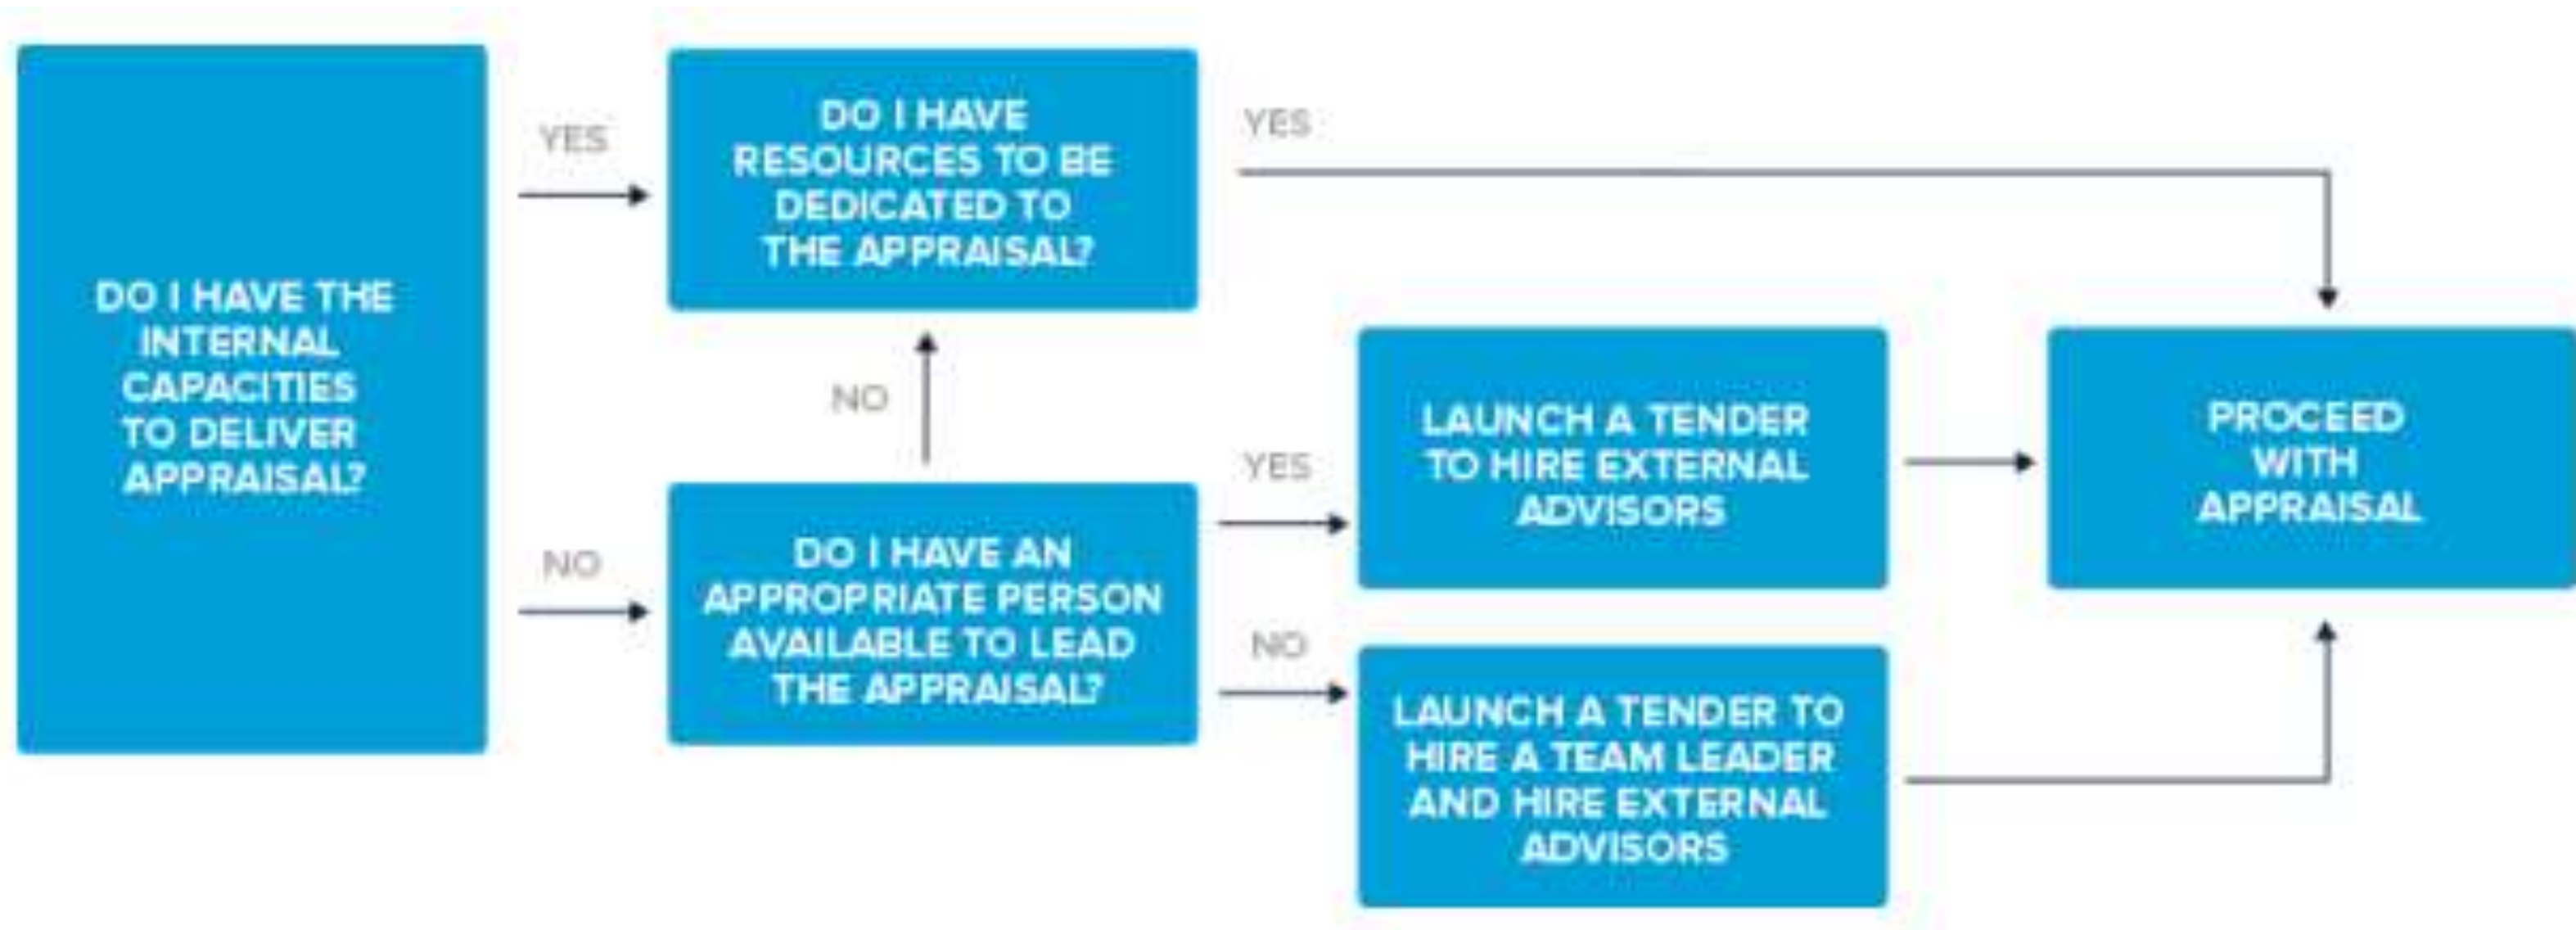 DO I HAVE THE
INTERNAL
CAPACITIES
TO DELIVER
APPRAISAL?
YES
NO
DO I HAVE
RESOURCES TO BE
DEDICATED TO
THE APPRAISAL?
NO
DO I HAVE AN
APPROPRIATE PERSON
AVAILABLE TO LEAD
THE APPRAISAL?
YES
YES
NO
LAUNCH A TENDER
TO HIRE EXTERNAL
ADVISORS
LAUNCH A TENDER TO
HIRE A TEAM LEADER
AND HIRE EXTERNAL
ADVISORS
PROCEED
WITH
APPRAISAL